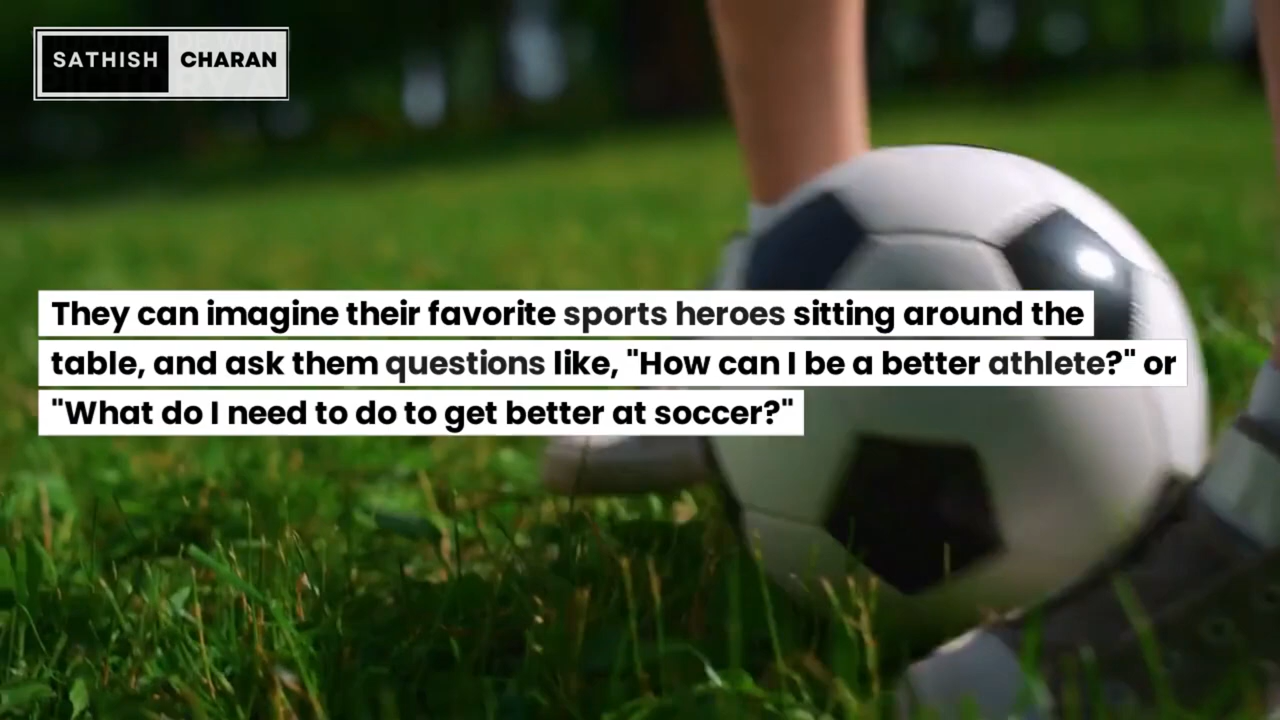 SATHISH CHARAN
They can imagine their favorite sports heroes sitting around the
table, and ask them questions like, "How can I be a better athlete?" or
"What do I need to do to get better at soccer?"